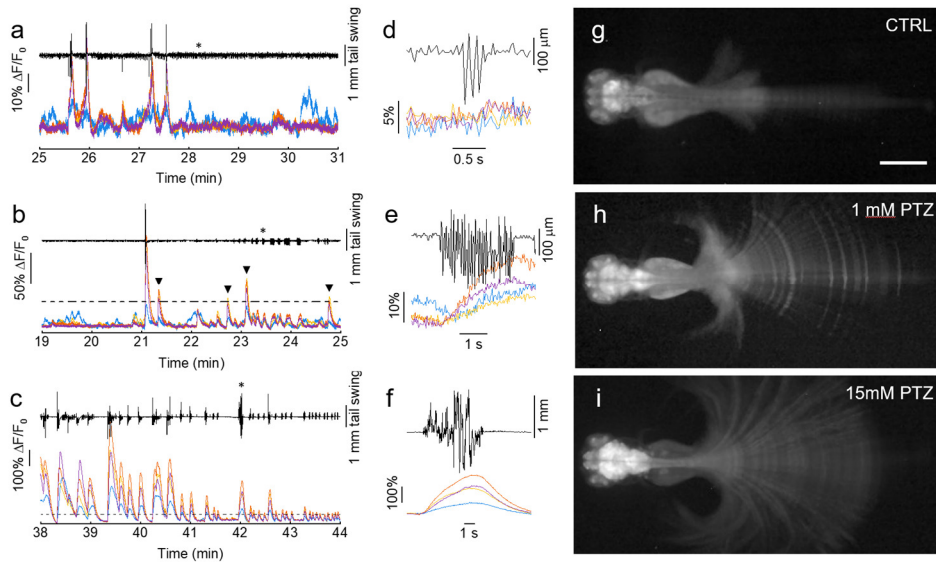 a
*
10% ΔF/F0
1 mm tail swing
25 26 27 28 29 30 31
Time (min)
b
*
50% ΔF/F0
1 mm tail swing
19 20 21 22 23 24 25
Time (min)
c
*
100% ΔF/F0
1 mm tail swing
38 39 40 41 42 43 44
Time (min)
d
100 µm
5%
0.5 s
e
100 µm
10%
1 s
f
1 mm
100%
1 s
g
CTRL
h
1 mM PTZ
i
15mM PTZ